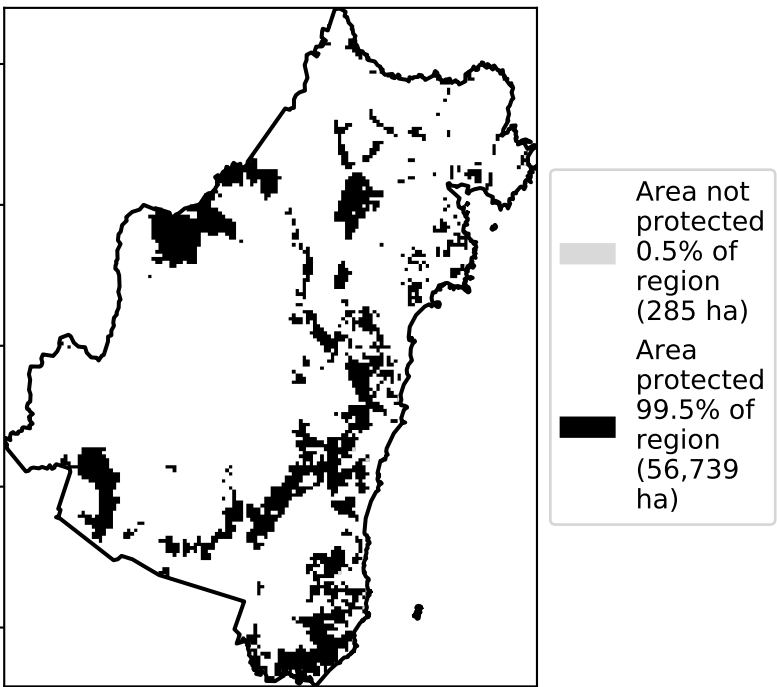 Area not
protected
0.5% of
region
(285 ha)
Area
protected
99.5% of
region
(56,739
ha)